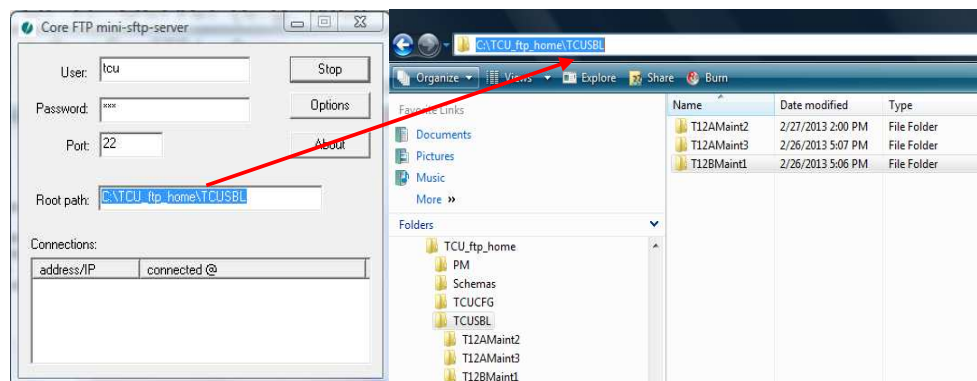 Core FTP mini-sftp-server
User: tcu
Stop
Password: ***
Options
Port: 22
About
Root path: C:\TCU_ftp_home\TCUSBL
Connections:
address/IP connected @
C:\TCU_ftp_home\TCUSBL
Organize Views Explore Share Burn
Favorite Links
Documents
Pictures
Music
More »
Folders
TCU_ftp_home
PM
Schemas
TCUCFG
TCUSBL
T12AMaint2
T12AMaint3
T12BMaint1
Name Date modified Type
T12AMaint2 2/27/2013 2:00 PM File Folder
T12AMaint3 2/26/2013 5:07 PM File Folder
T12BMaint1 2/26/2013 5:06 PM File Folder